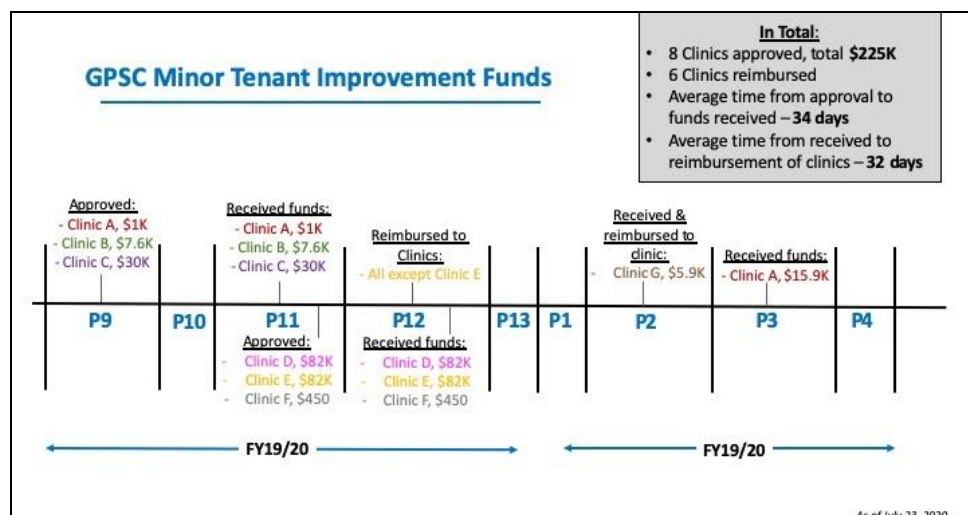 In Total:
• 8 Clinics approved, total $225K
• 6 Clinics reimbursed
• Average time from approval to
funds received – 34 days
• Average time from received to
reimbursement of clinics – 32 days
GPSC Minor Tenant Improvement Funds
Approved:
- Clinic A, $1K
- Clinic B, $7.6K
- Clinic C, $30K
Received funds:
- Clinic A, $1K
- Clinic B, $7.6K
- Clinic C, $30K
Reimbursed to
Clinics:
- All except Clinic E
Received &
reimbursed to
clinic:
- Clinic G, $5.9K
Received funds:
- Clinic A, $15.9K
P9 P10 P11 P12 P13 P1 P2 P3 P4
Approved:
- Clinic D, $82K
- Clinic E, $82K
- Clinic F, $450
Received funds:
- Clinic D, $82K
- Clinic E, $82K
- Clinic F, $450
FY19/20 FY19/20
As of July 23, 2020